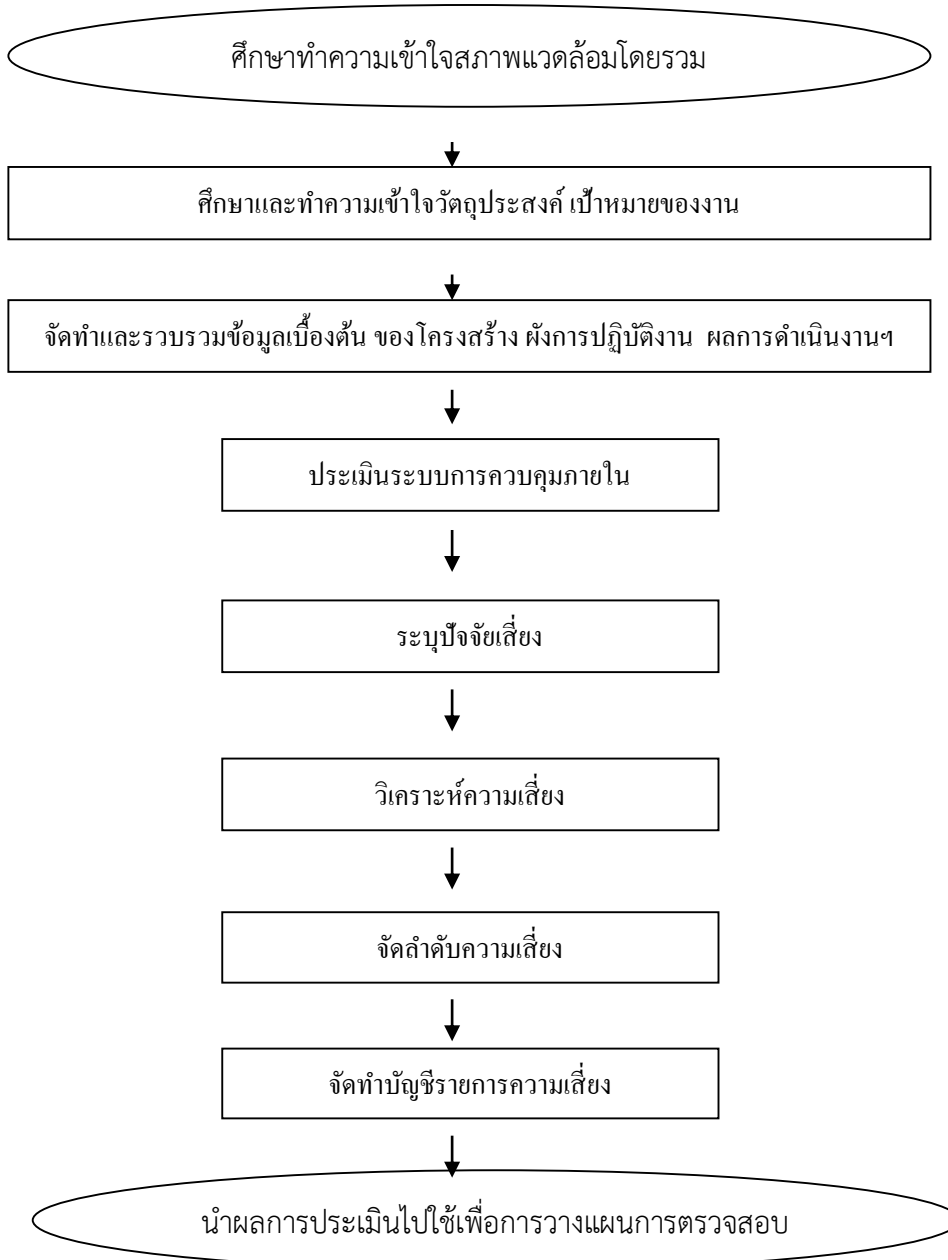 ศึกษาทำความเข้าใจสภาพแวดล้อมโดยรวม
ศึกษาและทำความเข้าใจวัตถุประสงค์ เป้าหมายของงาน
จัดทำและรวบรวมข้อมูลเบื้องต้น ของโครงสร้าง ผังการปฏิบัติงาน ผลการดำเนินงานฯ
ประเมินระบบการควบคุมภายใน
ระบุปัจจัยเสี่ยง
วิเคราะห์ความเสี่ยง
จัดลำดับความเสี่ยง
จัดทำบัญชีรายการความเสี่ยง
นำผลการประเมินไปใช้เพื่อการวางแผนการตรวจสอบ